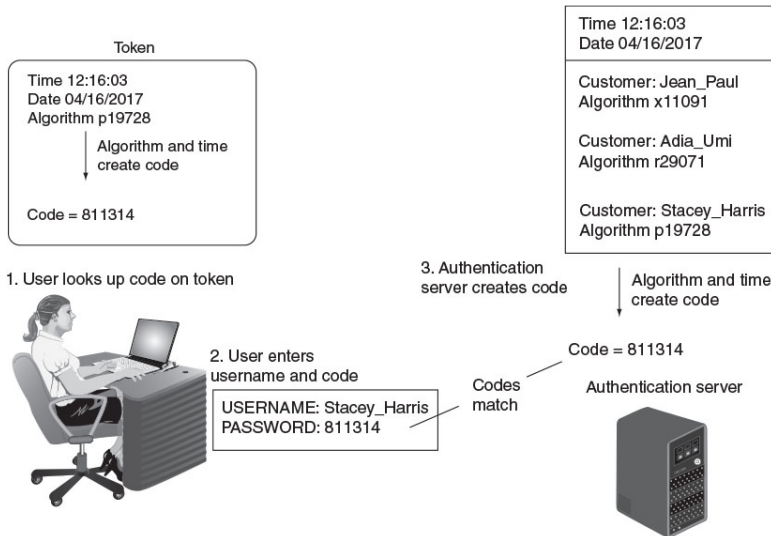 Token
Time 12:16:03
Date 04/16/2017
Algorithm p19728
Algorithm and time
create code
Code = 811314
1. User looks up code on token
2. User enters
username and code
USERNAME: Stacey_Harris
PASSWORD: 811314
Codes
match
Time 12:16:03
Date 04/16/2017
Customer: Jean_Paul
Algorithm x11091
Customer: Adia_Umi
Algorithm r29071
Customer: Stacey_Harris
Algorithm p19728
3. Authentication
server creates code
Algorithm and time
create code
Code = 811314
Authentication server